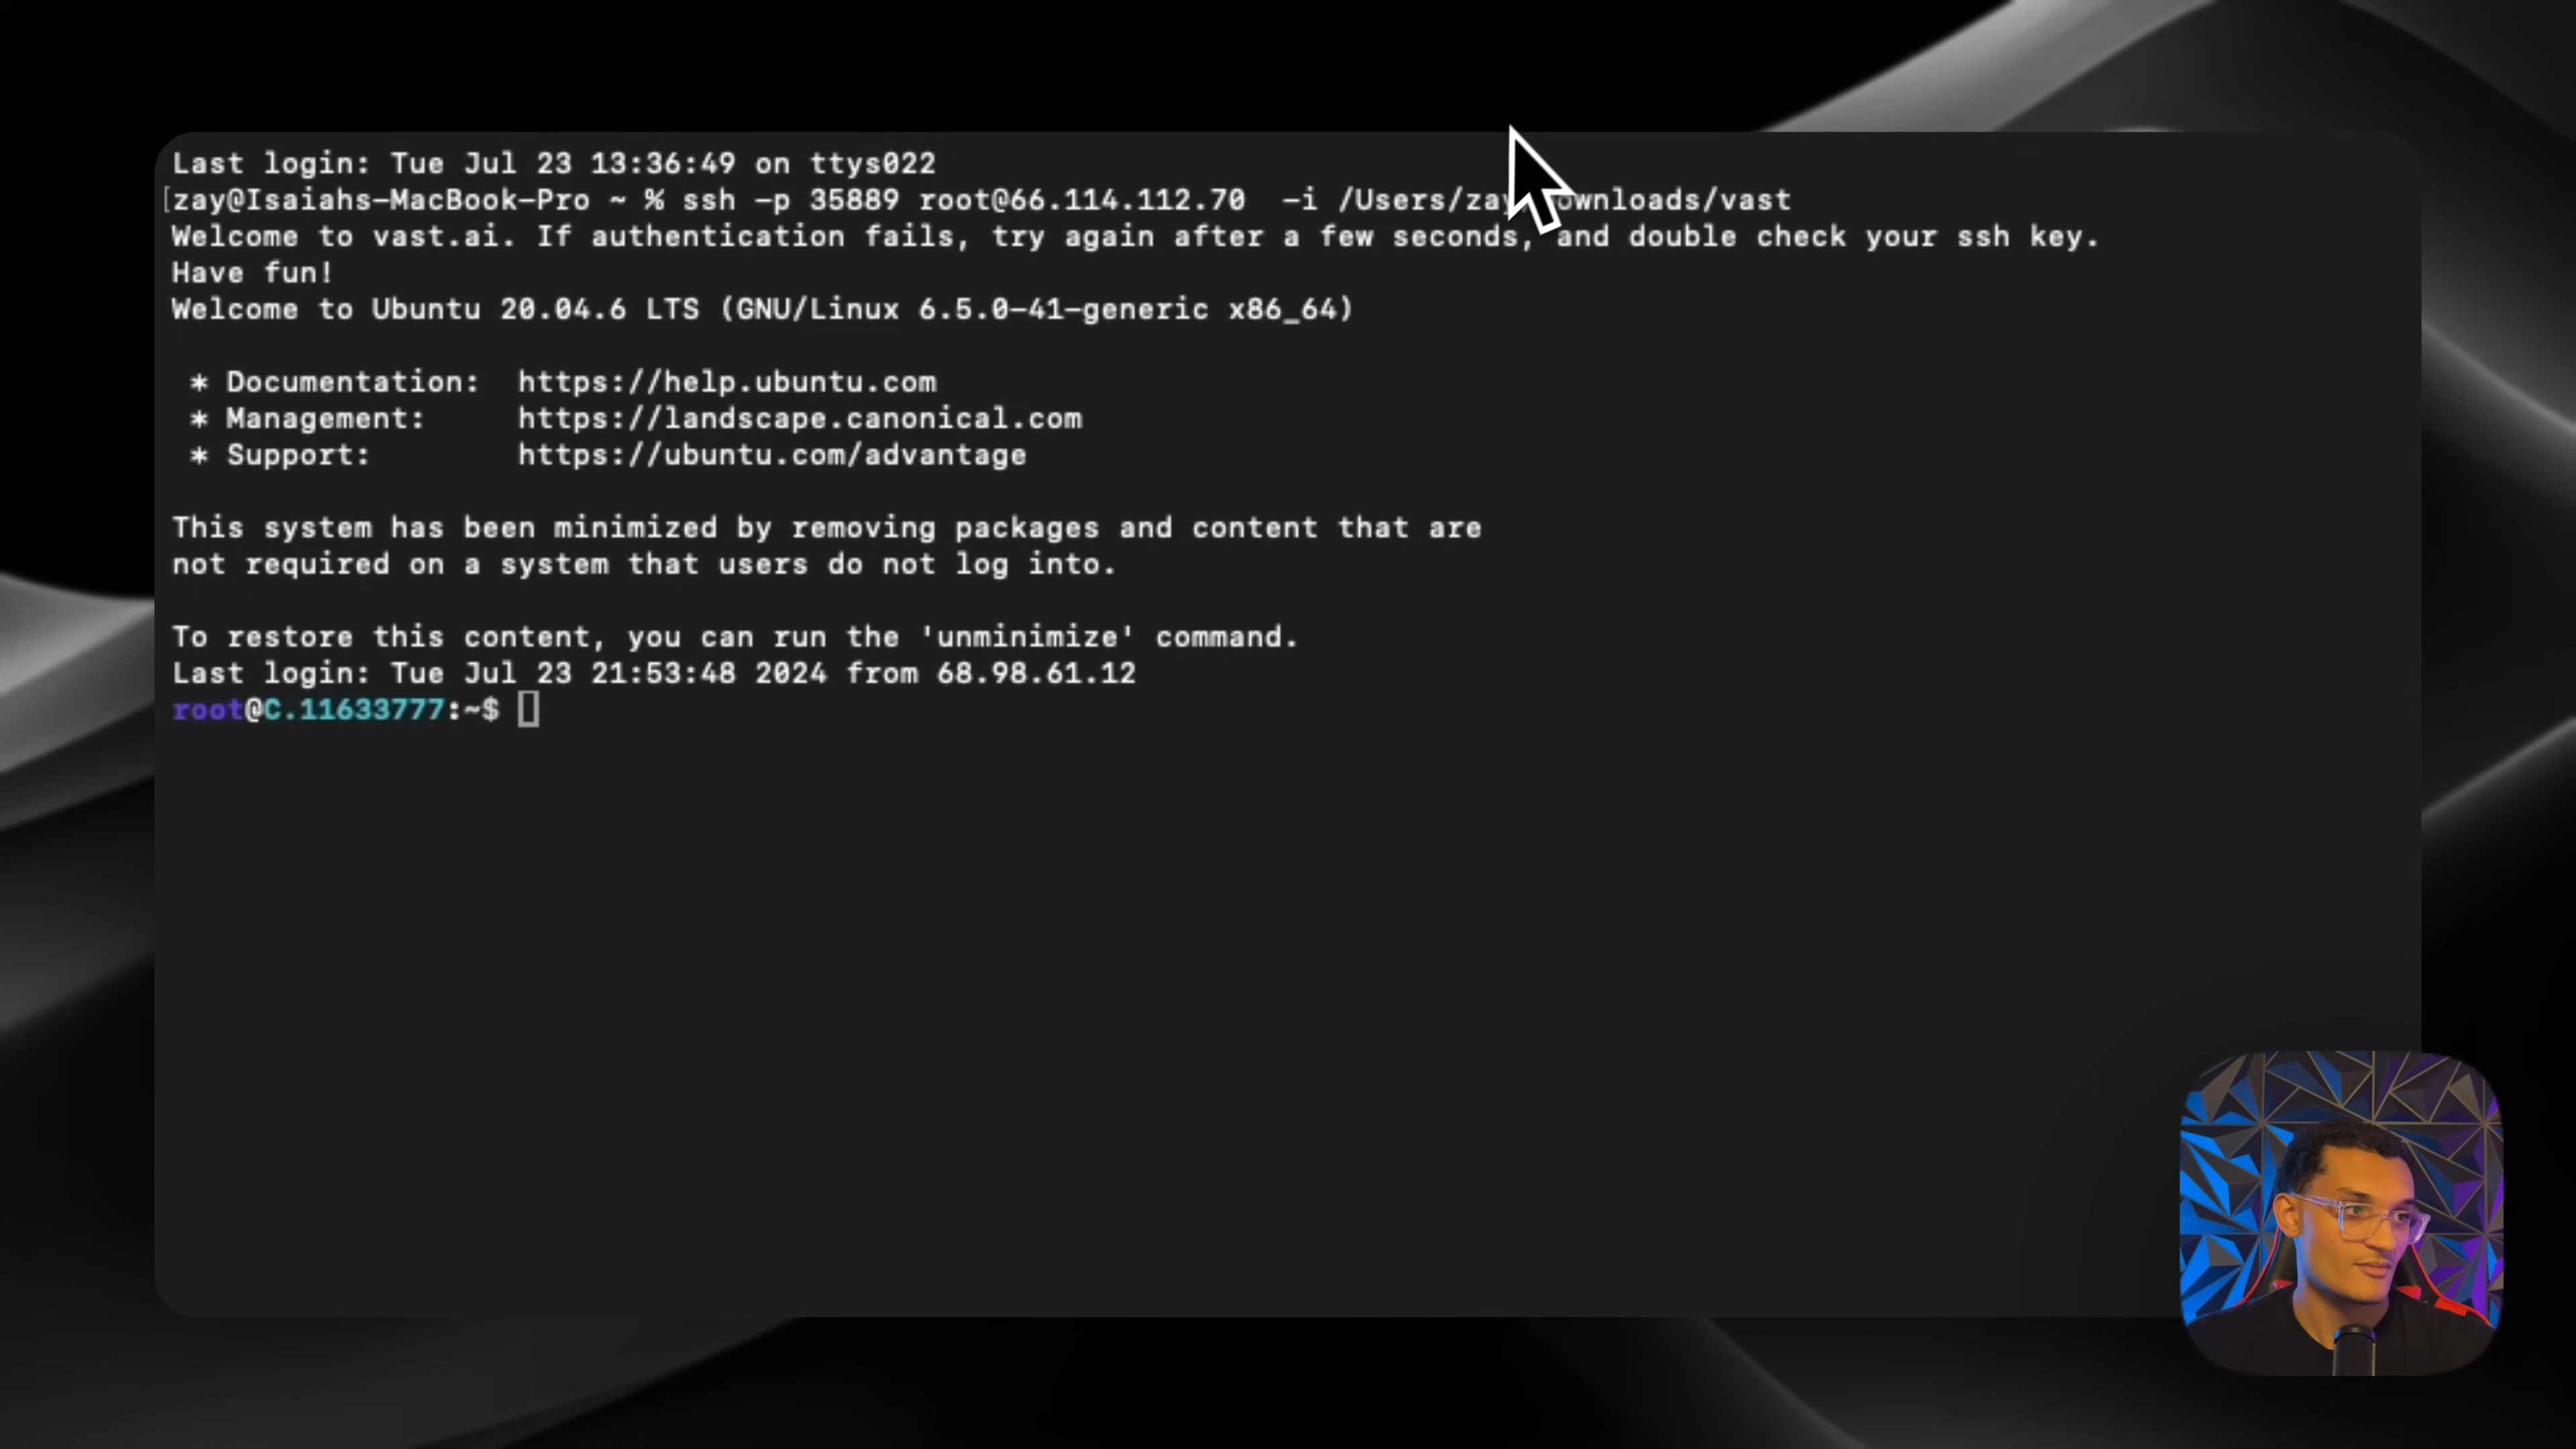 Last login: Tue Jul 23 13:36:49 on ttys022
[zay@Isaiahs-MacBook-Pro ~ % ssh -p 35889 root@66.114.112.70  -i /Users/zay ownloads/vast
Welcome to vast.ai. If authentication fails, try again after a few seconds, and double check your ssh key.
Have fun!
Welcome to Ubuntu 20.04.6 LTS (GNU/Linux 6.5.0-41-generic x86_64)
* Documentation:  https://help.ubuntu.com
* Management:     https://landscape.canonical.com
* Support:        https://ubuntu.com/advantage
This system has been minimized by removing packages and content that are
not required on a system that users do not log into.
To restore this content, you can run the 'unminimize' command.
Last login: Tue Jul 23 21:53:48 2024 from 68.98.61.12
root@C.11633777:~$